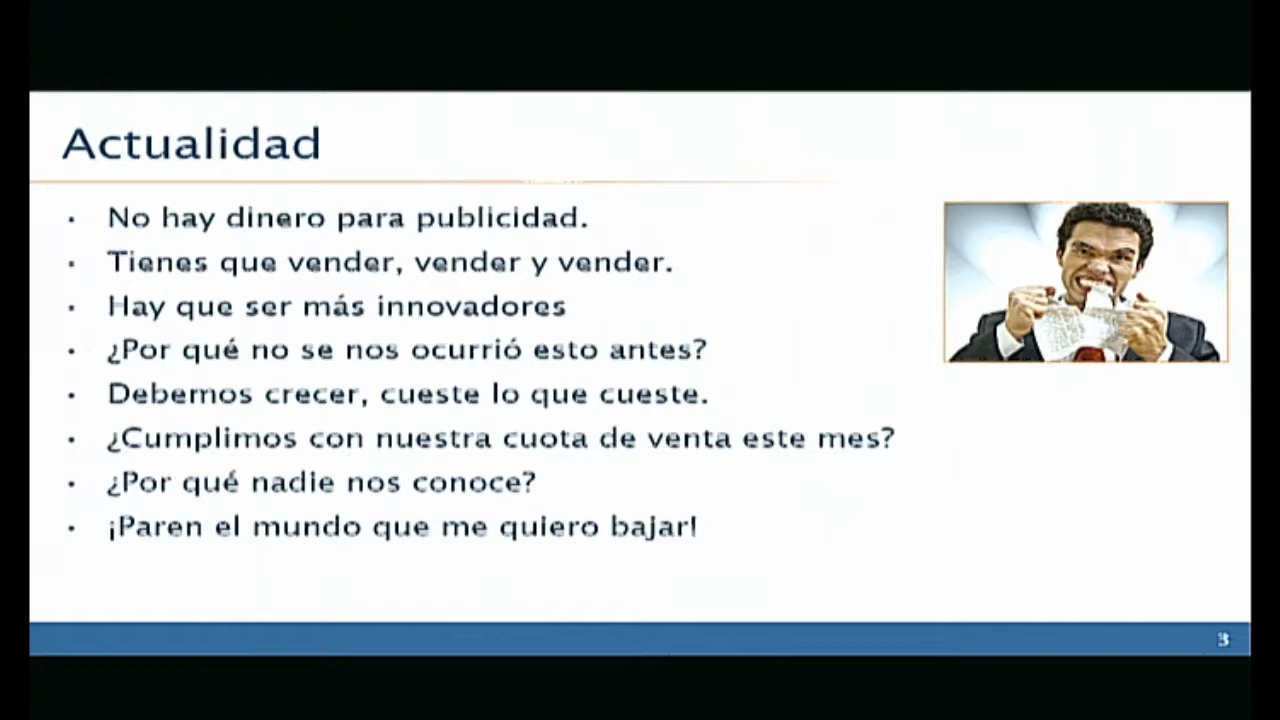 Actualidad
• No hay dinero para publicidad.
• Tienes que vender, vender y vender.
• Hay que ser más innovadores
• ¿Por qué no se nos ocurrió esto antes?
• Debemos crecer, cueste lo que cueste.
• ¿Cumplimos con nuestra cuota de venta este mes?
• ¿Por qué nadie nos conoce?
• ¡Paren el mundo que me quiero bajar!
3